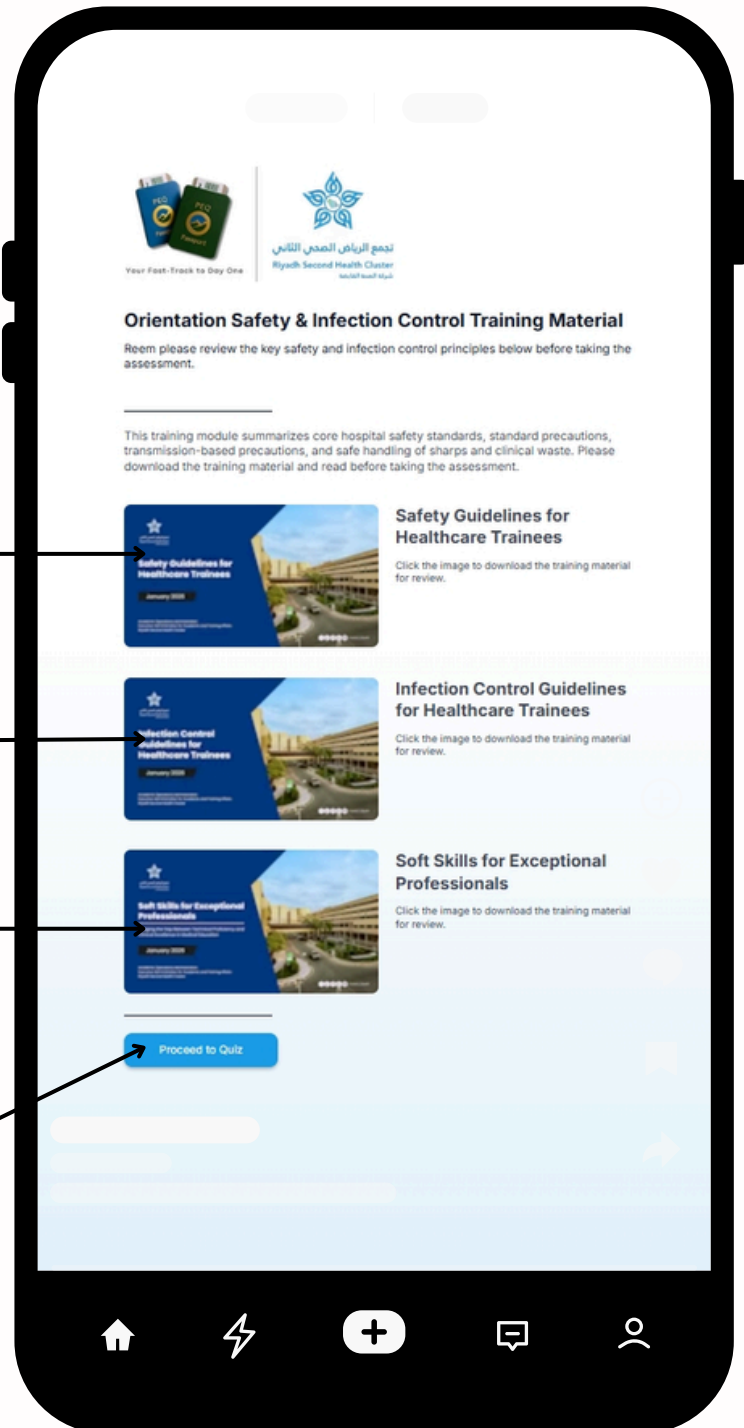 PEQ
PEQ
Passport
Your Fast-Track to Day One
تجمع الرياض الصحي الثاني
Riyadh Second Health Cluster
Orientation Safety & Infection Control Training Material
Reem please review the key safety and infection control principles below before taking the
assessment.
This training module summarizes core hospital safety standards, standard precautions,
transmission-based precautions, and safe handling of sharps and clinical waste. Please
download the training material and read before taking the assessment.
Safety Guidelines for
Healthcare Trainees
January 2026
Safety Guidelines for
Healthcare Trainees
Click the image to download the training material
for review.
Infection Control
Guidelines for
Healthcare Trainees
January 2026
Infection Control Guidelines
for Healthcare Trainees
Click the image to download the training material
for review.
Soft Skills for Exceptional
Professionals
January 2026
Soft Skills for Exceptional
Professionals
Click the image to download the training material
for review.
Proceed to Quiz